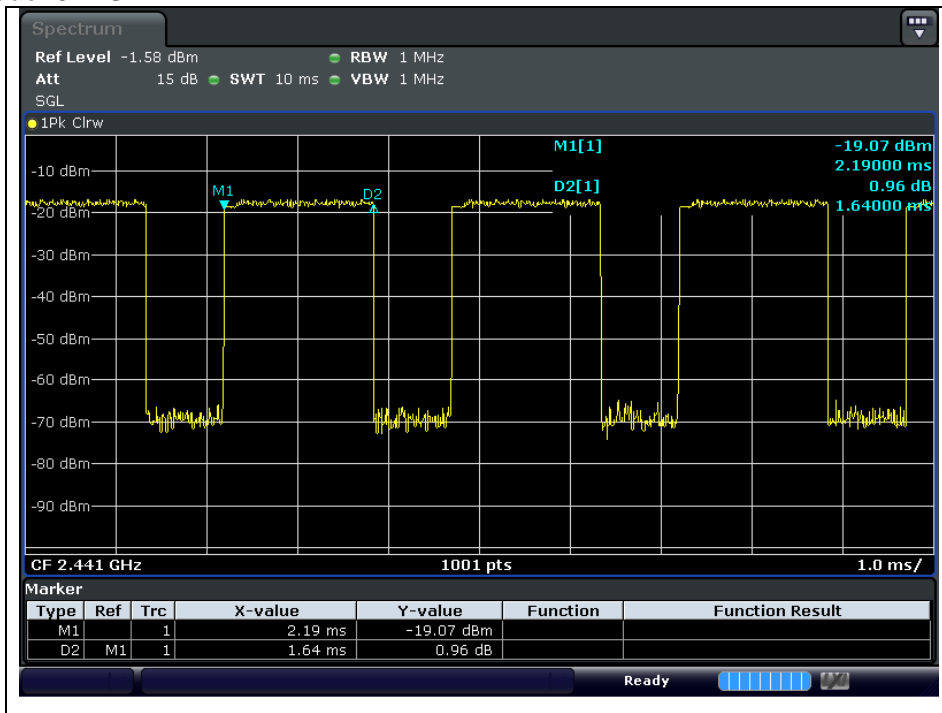 Spectrum
Ref Level -1.58 dBm RBW 1 MHz
Att 15 dB SWT 10 ms VBW 1 MHz
SGL
1Pk Clrw
M1[1] -19.07 dBm
2.19000 ms
D2[1] 0.96 dB
1.64000 ms
-10 dBm
M1
D2
-20 dBm
-30 dBm
-40 dBm
-50 dBm
-60 dBm
-70 dBm
-80 dBm
-90 dBm
CF 2.441 GHz 1001 pts 1.0 ms/
Marker
Type Ref Trc X-value Y-value Function Function Result
M1 1 2.19 ms -19.07 dBm
D2 M1 1 1.64 ms 0.96 dB
Ready